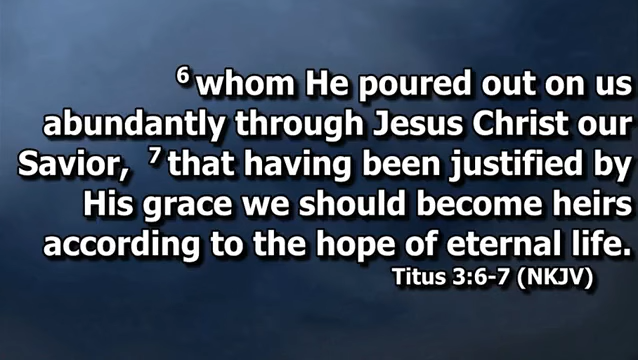 6 whom He poured out on us
abundantly through Jesus Christ our
Savior, 7 that having been justified by
His grace we should become heirs
according to the hope of eternal life.
Titus 3:6-7 (NKJV)